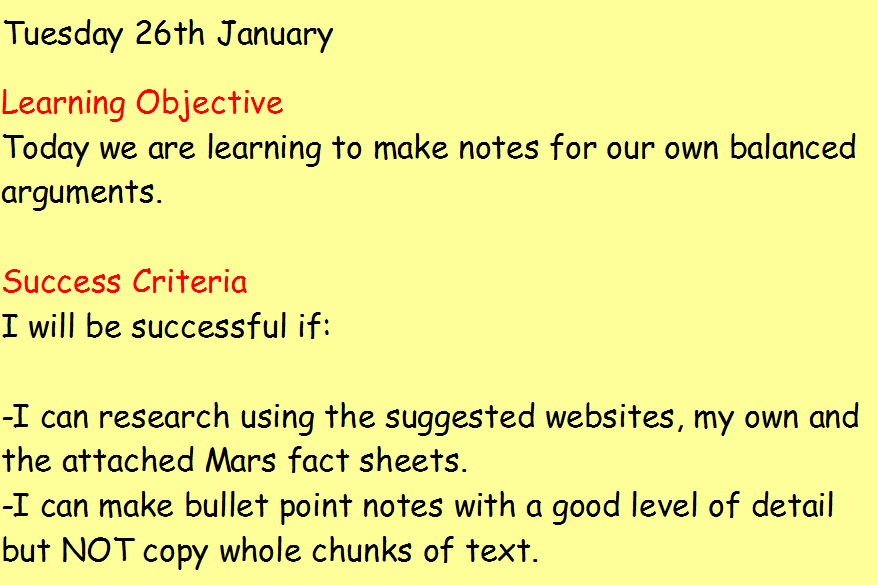 Tuesday 26th January
Learning Objective
Today we are learning to make notes for our own balanced
arguments.
Success Criteria
I will be successful if:
-I can research using the suggested websites, my own and
the attached Mars fact sheets.
-I can make bullet point notes with a good level of detail
but NOT copy whole chunks of text.